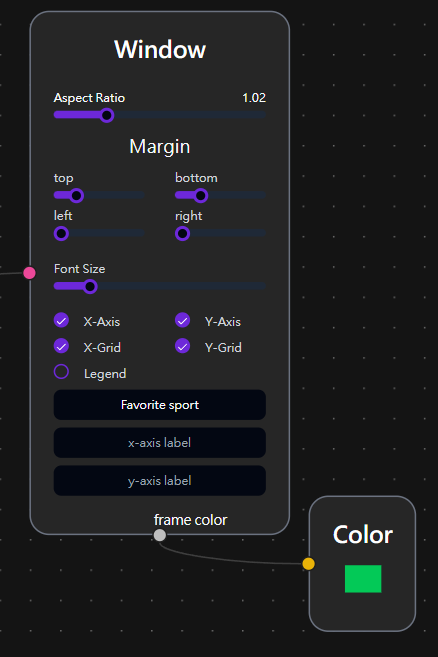 Window
Aspect Ratio 1.02
Margin
top bottom
left right
Font Size
X-Axis Y-Axis
X-Grid Y-Grid
Legend
Favorite sport
x-axis label
y-axis label
frame color
Color